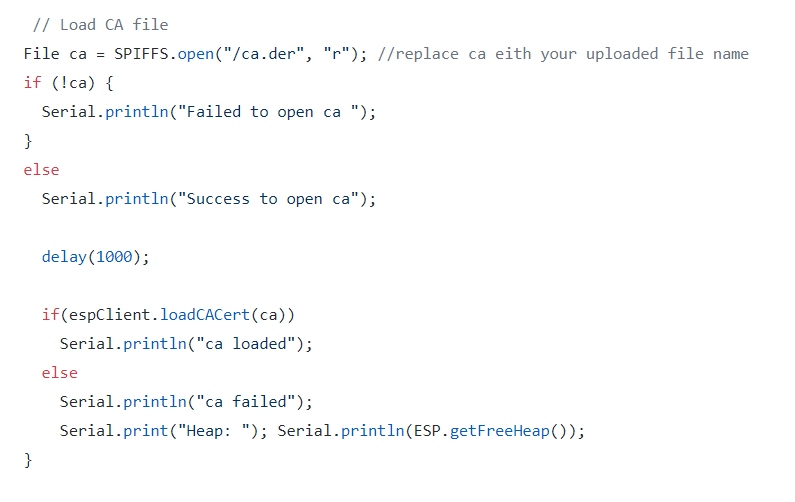 // Load CA file
File ca = SPIFFS.open("/ca.der", "r"); //replace ca eith your uploaded file name
if (!ca) {
Serial.println("Failed to open ca ");
}
else
Serial.println("Success to open ca");
delay(1000);
if(espClient.loadCACert(ca))
Serial.println("ca loaded");
else
Serial.println("ca failed");
Serial.print("Heap: "); Serial.println(ESP.getFreeHeap());
}